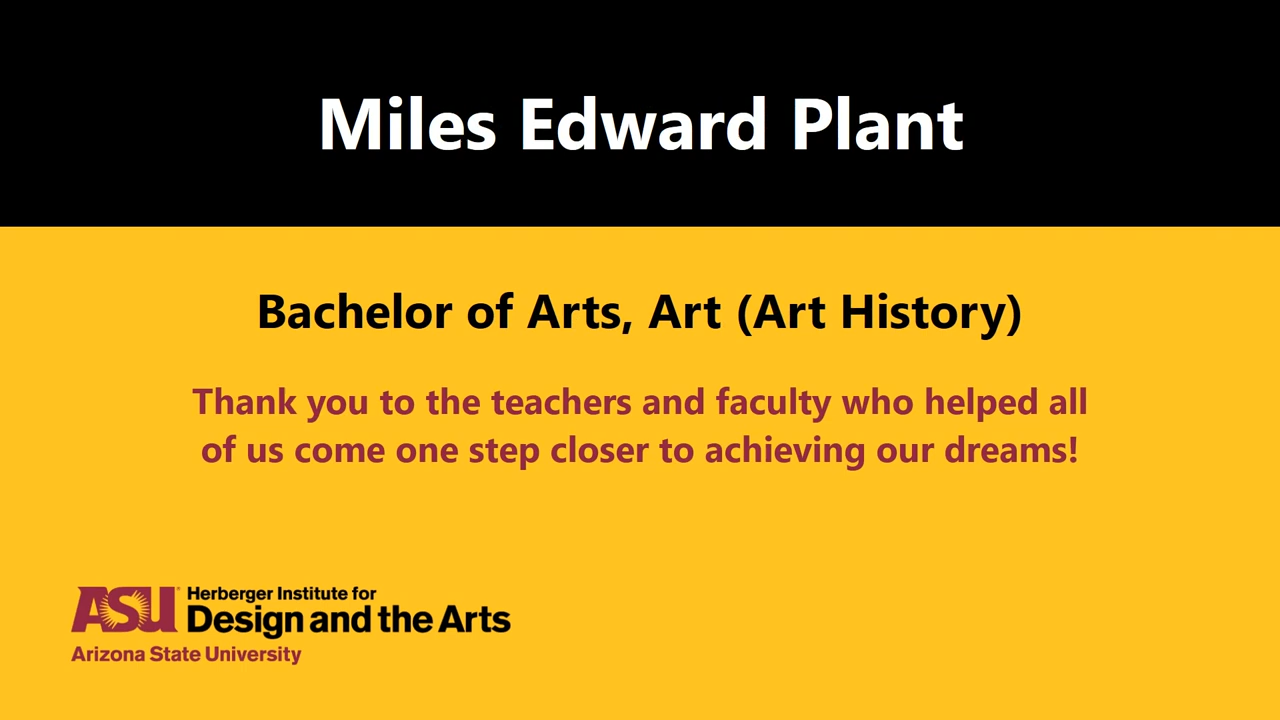 Miles Edward Plant
Bachelor of Arts, Art (Art History)
Thank you to the teachers and faculty who helped all
of us come one step closer to achieving our dreams!
ASU Herberger Institute for
Design and the Arts
Arizona State University